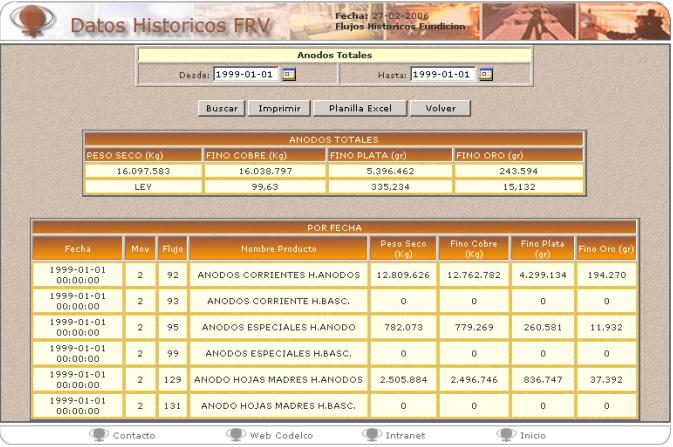 Datos Historicos FRV
Fecha: 27-02-2006
Flujos Historicos Fundicion
Anodos Totales
Desde: 1999-01-01 Hasta: 1999-01-01
Buscar Imprimir Planilla Excel Volver
ANODOS TOTALES
PESO SECO (Kg) FINO COBRE (Kg) FINO PLATA (gr) FINO ORO (gr)
16.097.583 16.038.797 5.396.462 243.594
LEY 99,63 335,234 15,132
POR FECHA
Fecha Mov Flujo Nombre Producto Peso Seco (Kg) Fino Cobre (Kg) Fino Plata (gr) Fino Oro (gr)
1999-01-01 00:00:00 2 92 ANODOS CORRIENTES H.ANODOS 12.809.626 12.762.782 4.299.134 194.270
1999-01-01 00:00:00 2 93 ANODOS CORRIENTE H.BASC. 0 0 0 0
1999-01-01 00:00:00 2 95 ANODOS ESPECIALES H.ANODO 782.073 779.269 260.581 11.932
1999-01-01 00:00:00 2 99 ANODOS ESPECIALES H.BASC. 0 0 0 0
1999-01-01 00:00:00 2 129 ANODO HOJAS MADRES H.ANODOS 2.505.884 2.496.746 836.747 37.392
1999-01-01 00:00:00 2 131 ANODO HOJAS MADRES H.BASC. 0 0 0 0
Contacto Web Codelco Intranet Inicio